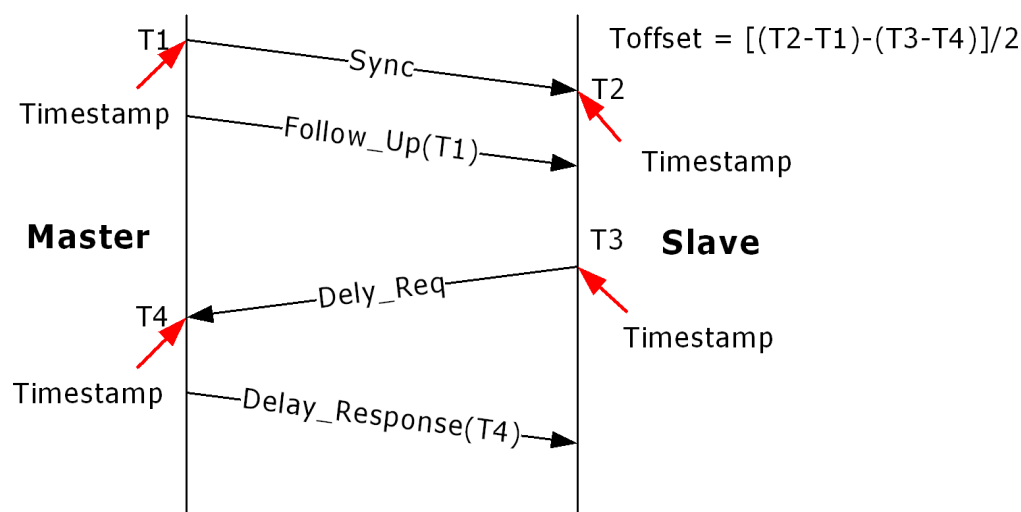 T1
Toffset = [(T2-T1)-(T3-T4)]/2
Sync
T2
Timestamp
Follow_Up(T1)
Timestamp
Master
T3
Slave
Dely_Req
T4
Timestamp
Timestamp
Delay_Response(T4)